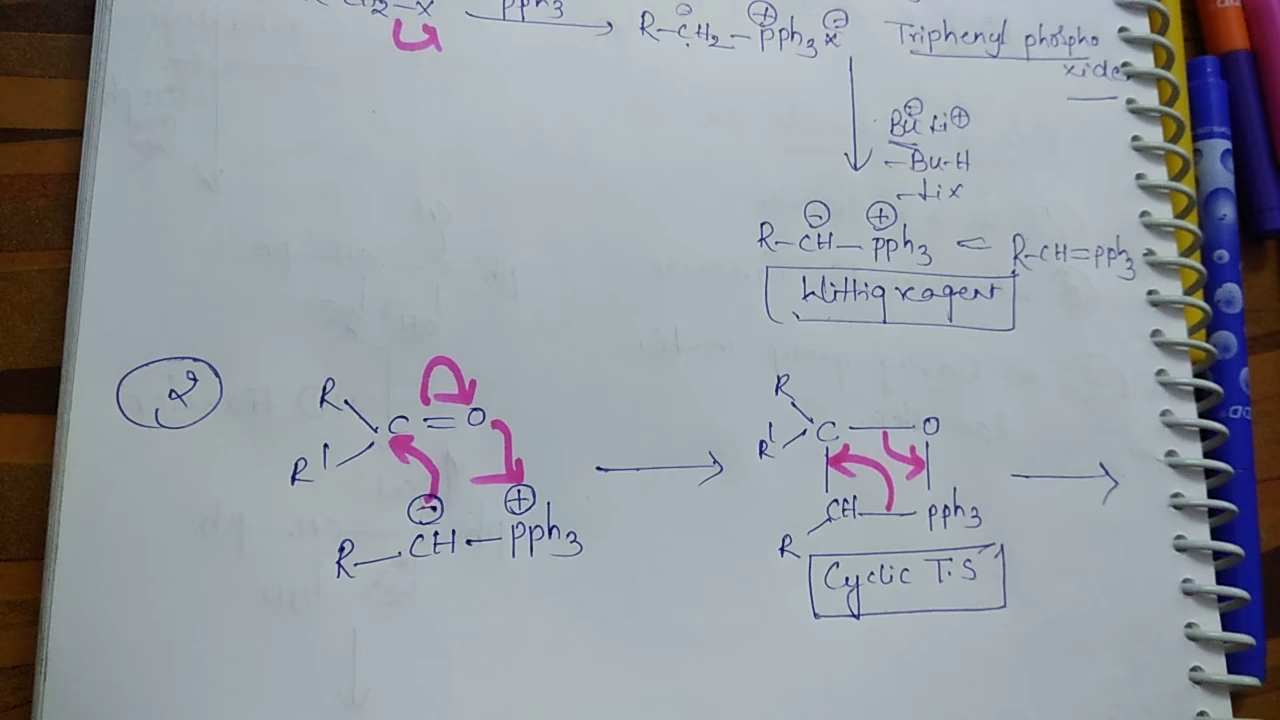 CH2-X PPh3 → R-CH2-PPh3 X Triphenyl phospho
⊖ ⊕ ⊖ xide
Bu⊖ Li⊕
-Bu-H
-Lix
⊖ ⊕
R-CH-PPh3 = R-CH=PPh3
Wittig reagent
2
R C=O
R'
⊖ ⊕
R-CH-PPh3
R C-O
R'
CH-PPh3
R
Cyclic T.S